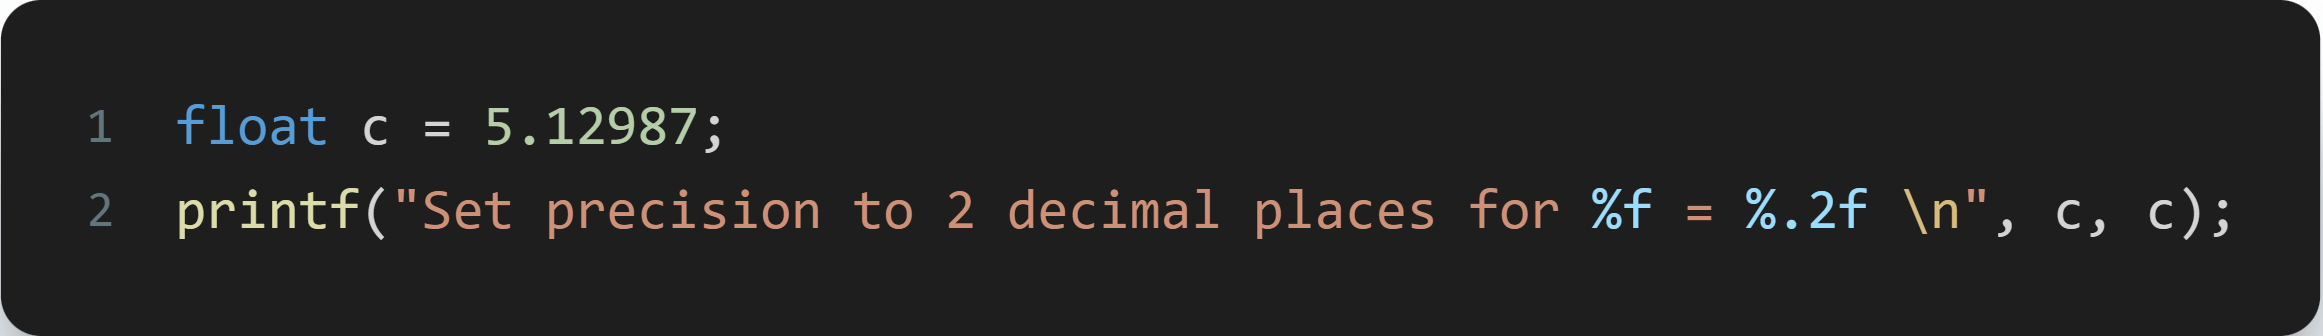 1 float c = 5.12987;
2 printf("Set precision to 2 decimal places for %f = %.2f \n", c, c);